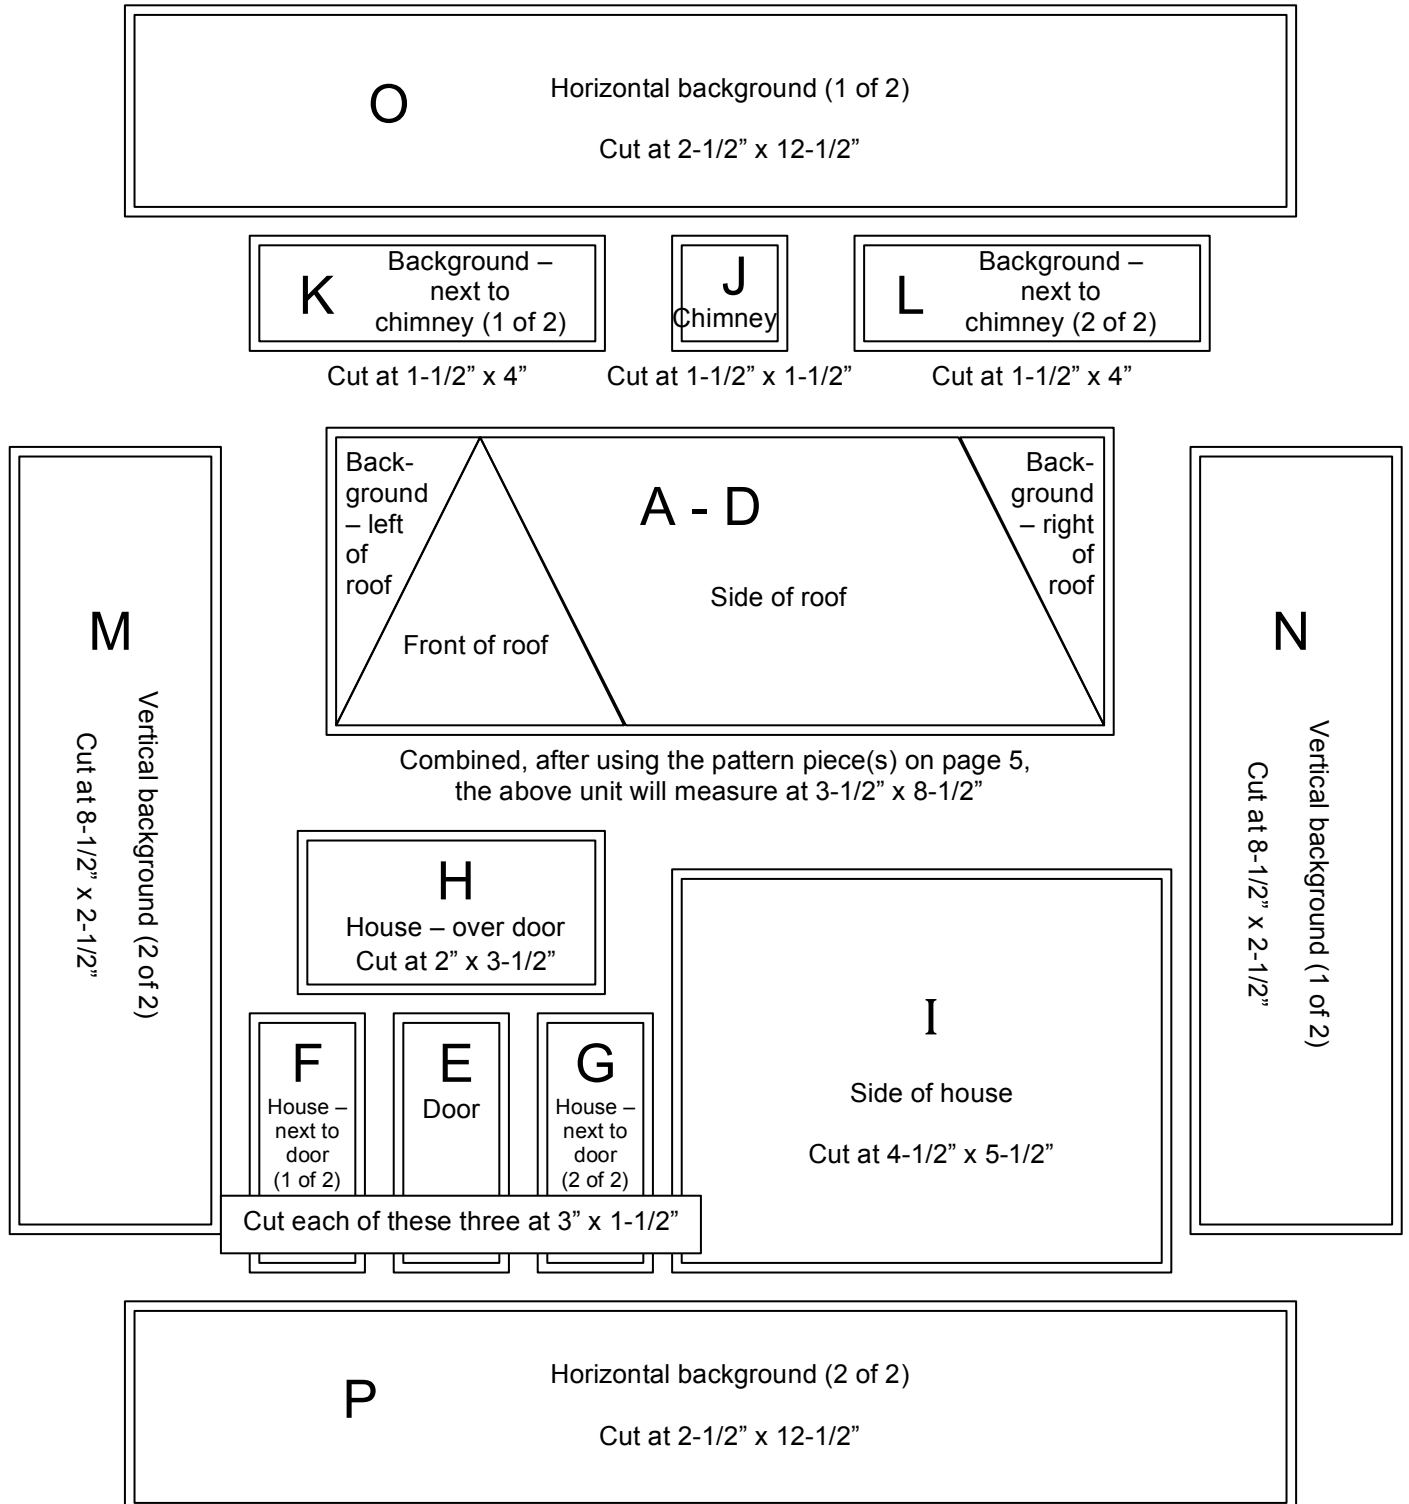 O
Horizontal background (1 of 2)
Cut at 2-1/2” x 12-1/2”
K
Background –
next to
chimney (1 of 2)
Cut at 1-1/2” x 4”
J
Chimney
Cut at 1-1/2” x 1-1/2”
L
Background –
next to
chimney (2 of 2)
Cut at 1-1/2” x 4”
M
Vertical background (2 of 2)
Cut at 8-1/2” x 2-1/2”
Back-
ground
– left
of
roof
Front of roof
A - D
Side of roof
Back-
ground
– right
of
roof
Combined, after using the pattern piece(s) on page 5,
the above unit will measure at 3-1/2” x 8-1/2”
N
Vertical background (1 of 2)
Cut at 8-1/2” x 2-1/2”
H
House – over door
Cut at 2” x 3-1/2”
F
House –
next to
door
(1 of 2)
E
Door
G
House –
next to
door
(2 of 2)
Cut each of these three at 3” x 1-1/2”
I
Side of house
Cut at 4-1/2” x 5-1/2”
P
Horizontal background (2 of 2)
Cut at 2-1/2” x 12-1/2”